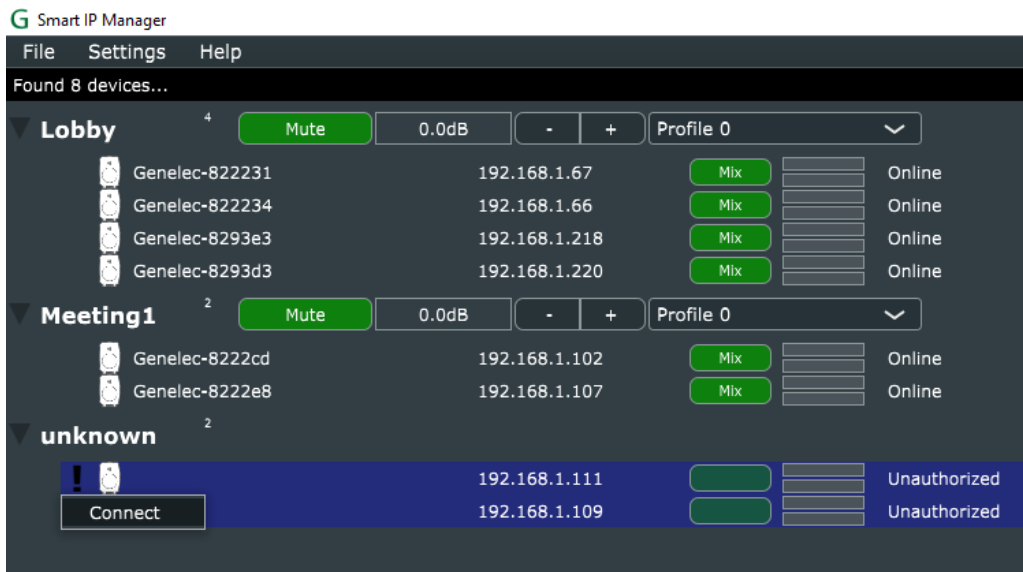 G Smart IP Manager
File Settings Help
Found 8 devices...
Lobby 4 Mute 0.0dB - + Profile 0
Genelec-822231 192.168.1.67 Mix Online
Genelec-822234 192.168.1.66 Mix Online
Genelec-8293e3 192.168.1.218 Mix Online
Genelec-8293d3 192.168.1.220 Mix Online
Meeting1 2 Mute 0.0dB - + Profile 0
Genelec-8222cd 192.168.1.102 Mix Online
Genelec-8222e8 192.168.1.107 Mix Online
unknown 2
! 192.168.1.111 Unauthorized
Connect 192.168.1.109 Unauthorized